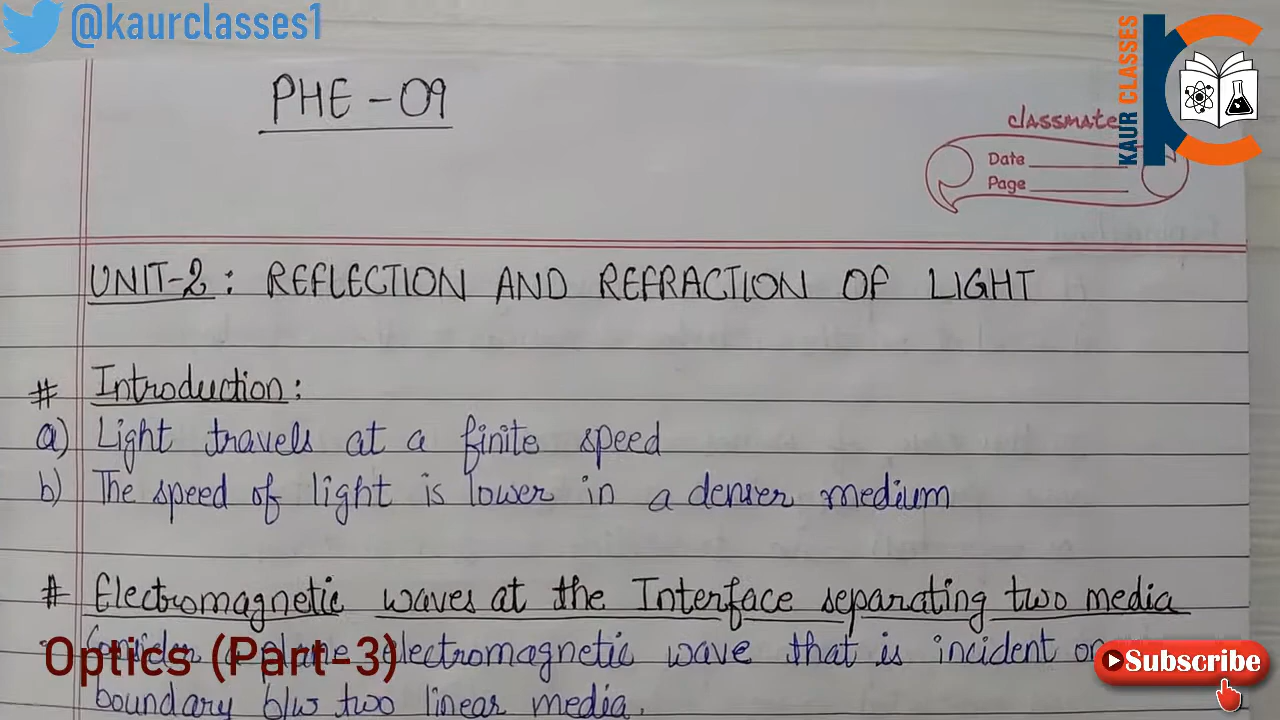 @kaurclasses1
PHE-09
KAUR CLASSES
classmate
Date
Page
UNIT-2: REFLECTION AND REFRACTION OF LIGHT
# Introduction:
a) Light travels at a finite speed
b) The speed of light is lower in a denser medium
# Electromagnetic waves at the Interface separating two media
Consider a plane electromagnetic wave that is incident on
boundary b/w two linear media.
Optics (Part-3)
Subscribe